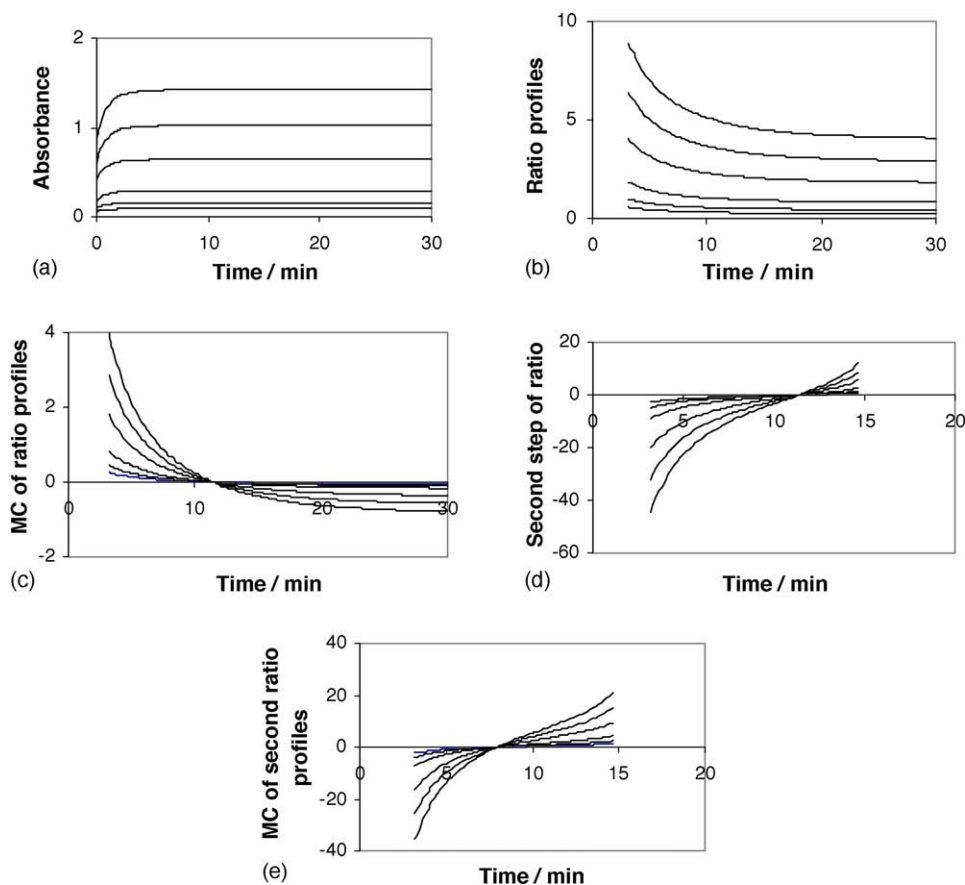 2
1
0
0 10 20 30
Absorbance
Time / min
(a)
10
5
0
0 10 20 30
Ratio profiles
Time / min
(b)
4
2
0
-2
0 10 20 30
MC of ratio profiles
Time / min
(c)
20
0
-20
-40
-60
0 5 10 15 20
Second step of ratio
Time / min
(d)
40
20
0
-20
-40
0 5 10 15 20
MC of second ratio
profiles
Time / min
(e)